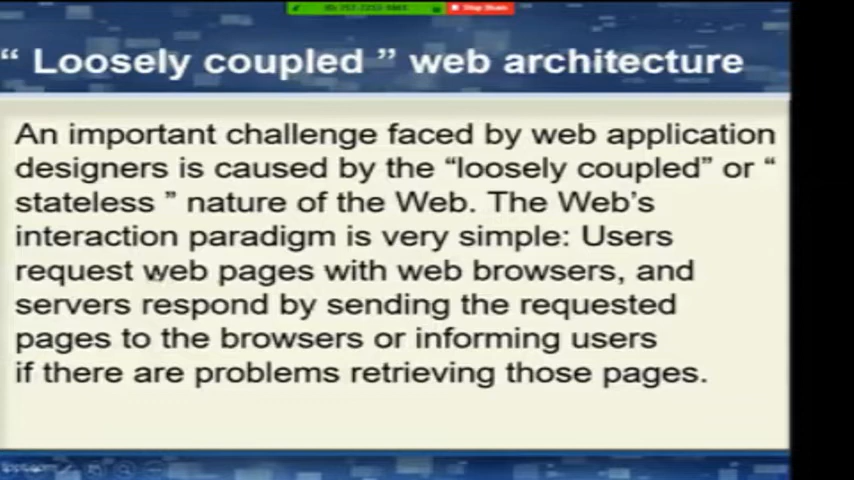 Stop Share
“ Loosely coupled ” web architecture
An important challenge faced by web application
designers is caused by the “loosely coupled” or “
stateless ” nature of the Web. The Web’s
interaction paradigm is very simple: Users
request web pages with web browsers, and
servers respond by sending the requested
pages to the browsers or informing users
if there are problems retrieving those pages.